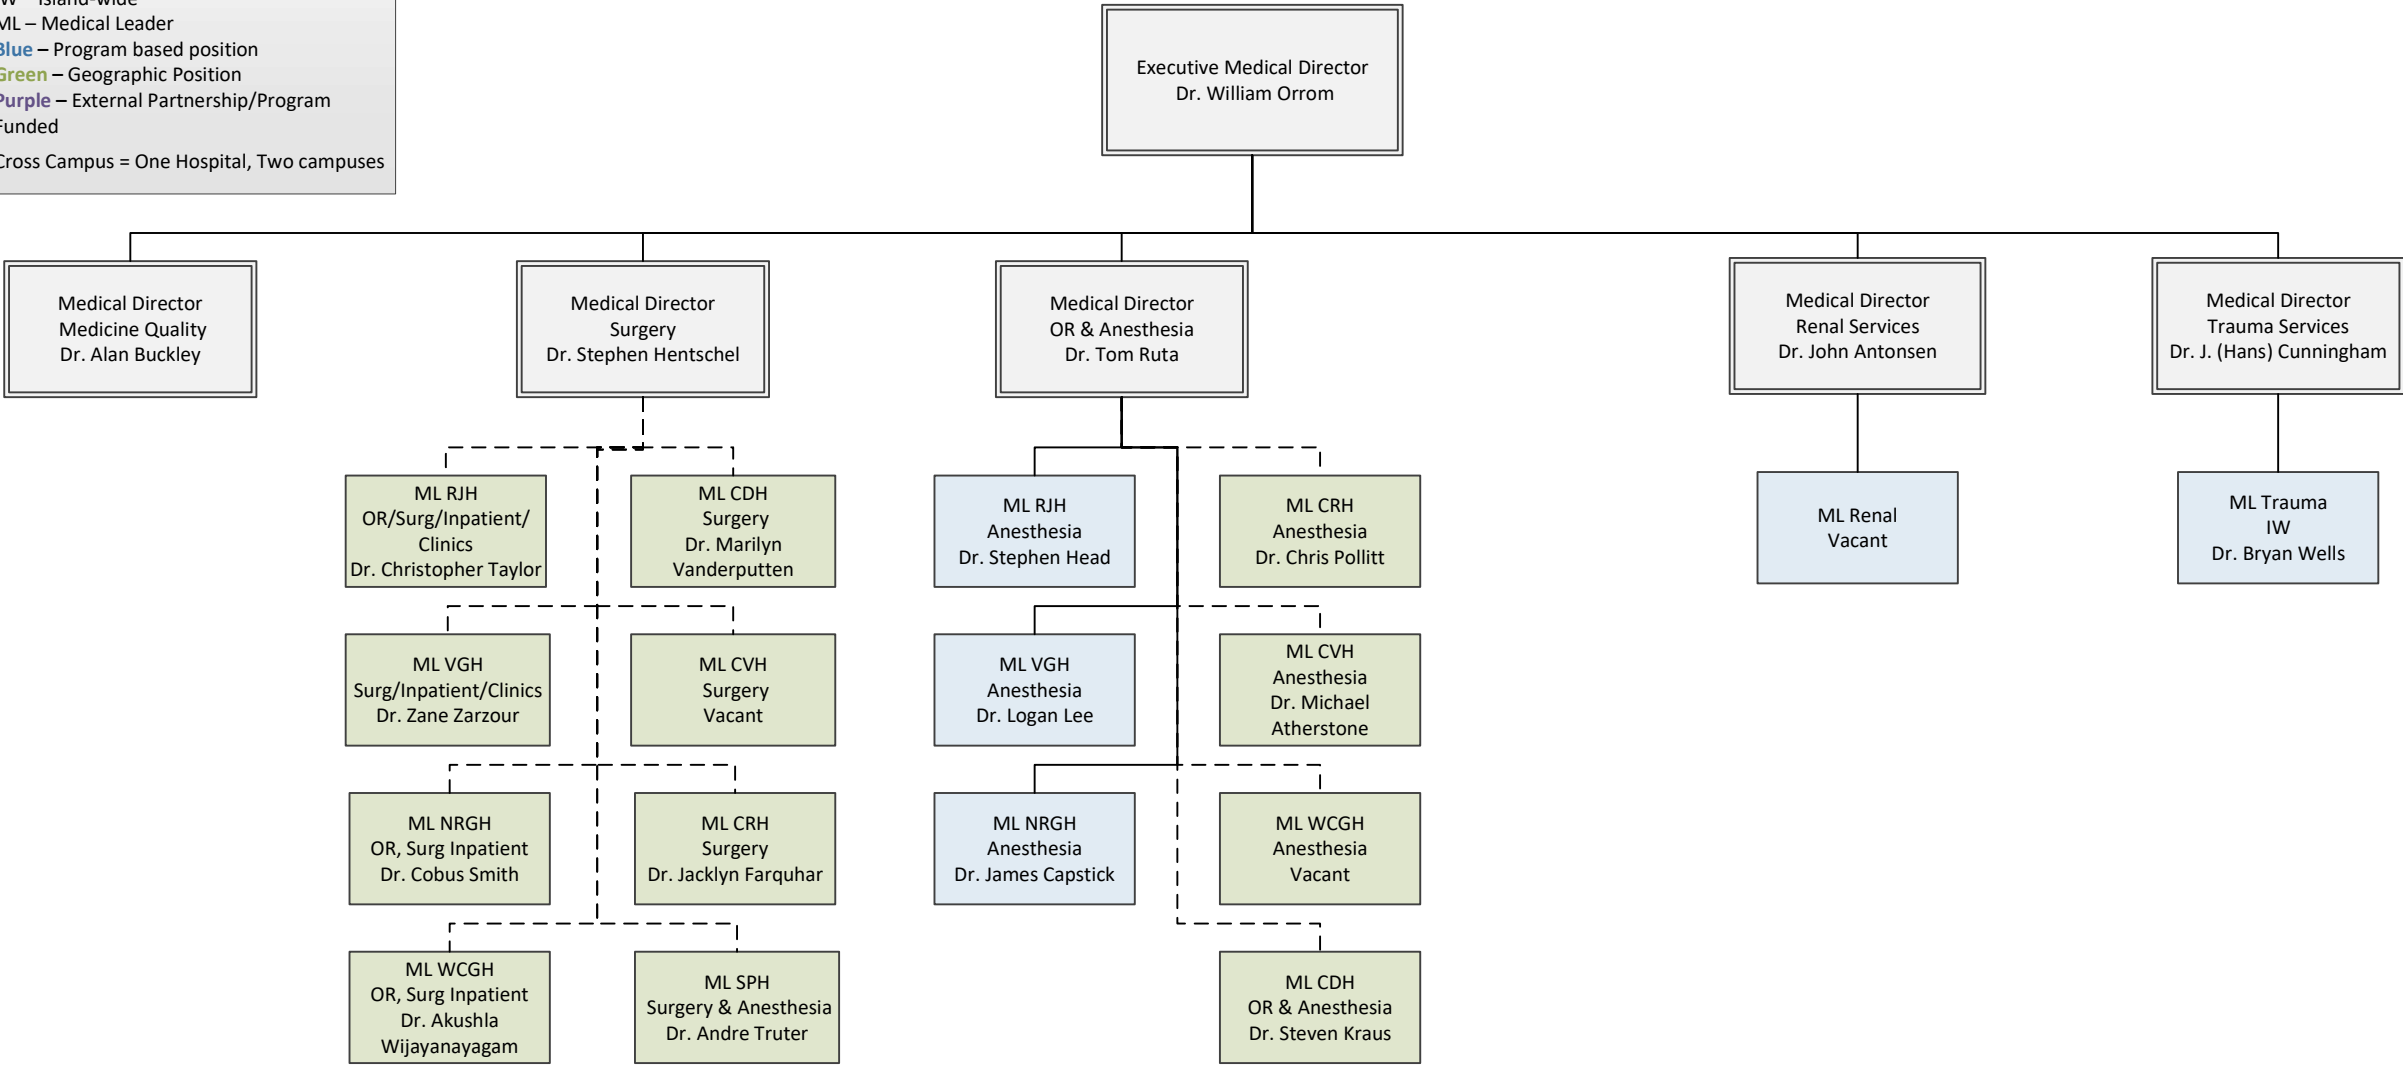 ML – Medical Leader
Blue – Program based position
Green – Geographic Position
Purple – External Partnership/Program
Funded
Cross Campus = One Hospital, Two campuses
Executive Medical Director
Dr. William Orrom
Medical Director
Medicine Quality
Dr. Alan Buckley
Medical Director
Surgery
Dr. Stephen Hentschel
Medical Director
OR & Anesthesia
Dr. Tom Ruta
Medical Director
Renal Services
Dr. John Antonsen
Medical Director
Trauma Services
Dr. J. (Hans) Cunningham
ML RJH
OR/Surg/Inpatient/
Clinics
Dr. Christopher Taylor
ML CDH
Surgery
Dr. Marilyn
Vanderputten
ML RJH
Anesthesia
Dr. Stephen Head
ML CRH
Anesthesia
Dr. Chris Pollitt
ML Renal
Vacant
ML Trauma
IW
Dr. Bryan Wells
ML VGH
Surg/Inpatient/Clinics
Dr. Zane Zarzour
ML CVH
Surgery
Vacant
ML VGH
Anesthesia
Dr. Logan Lee
ML CVH
Anesthesia
Dr. Michael
Atherstone
ML NRGH
OR, Surg Inpatient
Dr. Cobus Smith
ML CRH
Surgery
Dr. Jacklyn Farquhar
ML NRGH
Anesthesia
Dr. James Capstick
ML WCGH
Anesthesia
Vacant
ML WCGH
OR, Surg Inpatient
Dr. Akushla
Wijayanayagam
ML SPH
Surgery & Anesthesia
Dr. Andre Truter
ML CDH
OR & Anesthesia
Dr. Steven Kraus